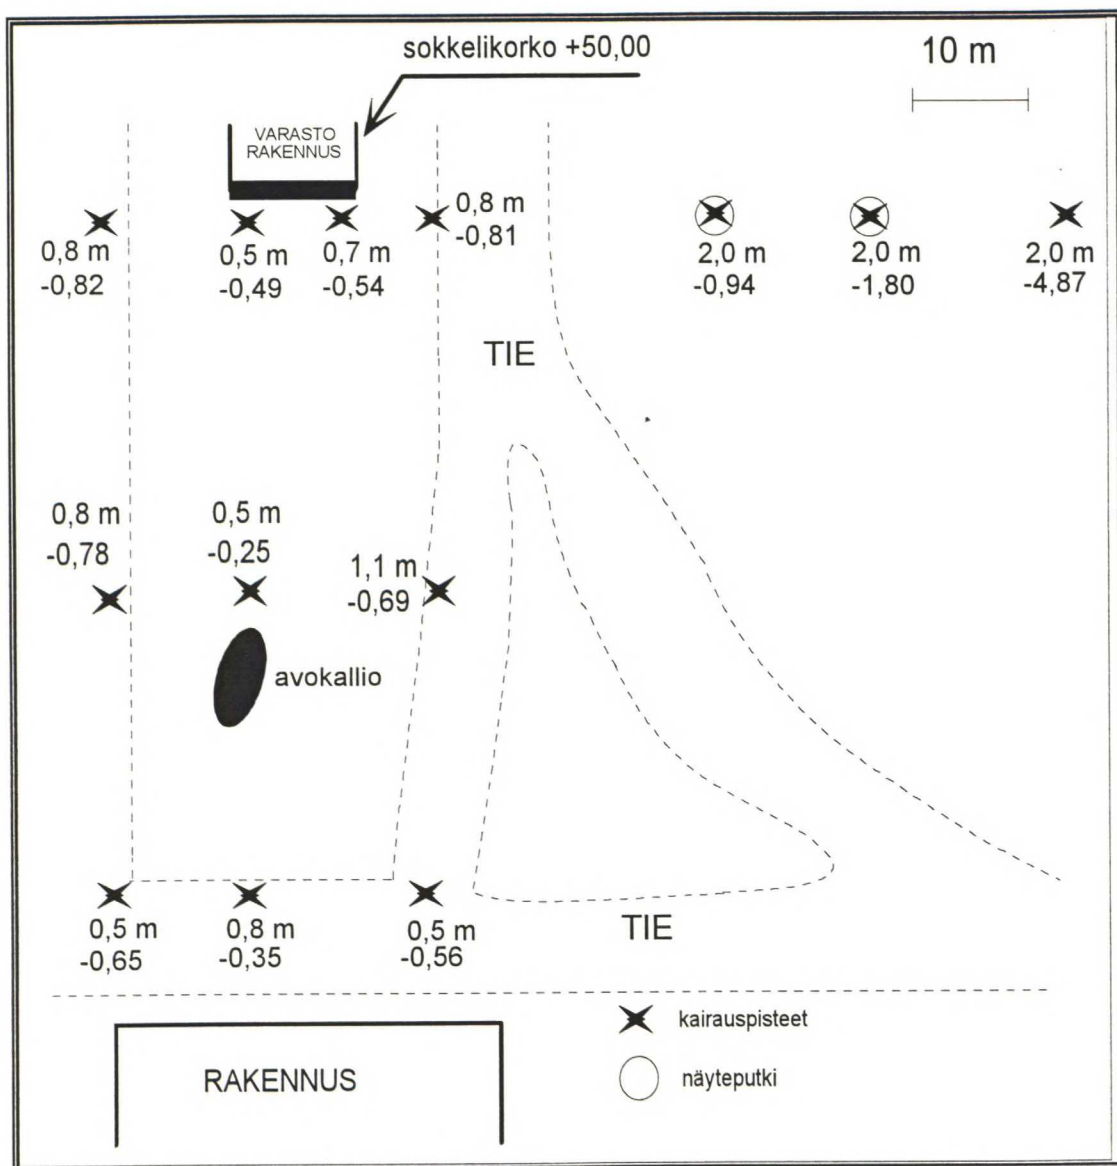 sokkelikorko +50,00
10 m
VARASTO
RAKENNUS
0,8 m
-0,82
0,5 m
-0,49
0,7 m
-0,54
0,8 m
-0,81
2,0 m
-0,94
2,0 m
-1,80
2,0 m
-4,87
TIE
0,8 m
-0,78
0,5 m
-0,25
1,1 m
-0,69
avokallio
0,5 m
-0,65
0,8 m
-0,35
0,5 m
-0,56
TIE
kairauspisteet
näyteputki
RAKENNUS